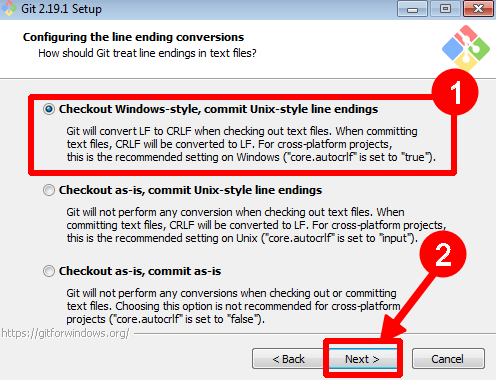 Git 2.19.1 Setup
Configuring the line ending conversions
How should Git treat line endings in text files?
1
Checkout Windows-style, commit Unix-style line endings
Git will convert LF to CRLF when checking out text files. When committing
text files, CRLF will be converted to LF. For cross-platform projects,
this is the recommended setting on Windows ("core.autocrlf" is set to "true").
Checkout as-is, commit Unix-style line endings
Git will not perform any conversion when checking out text files. When
committing text files, CRLF will be converted to LF. For cross-platform projects,
this is the recommended setting on Unix ("core.autocrlf" is set to "input").
2
Checkout as-is, commit as-is
Git will not perform any conversions when checking out or committing
text files. Choosing this option is not recommended for cross-platform
projects ("core.autocrlf" is set to "false").
https://gitforwindows.org/
< Back Next > Cancel